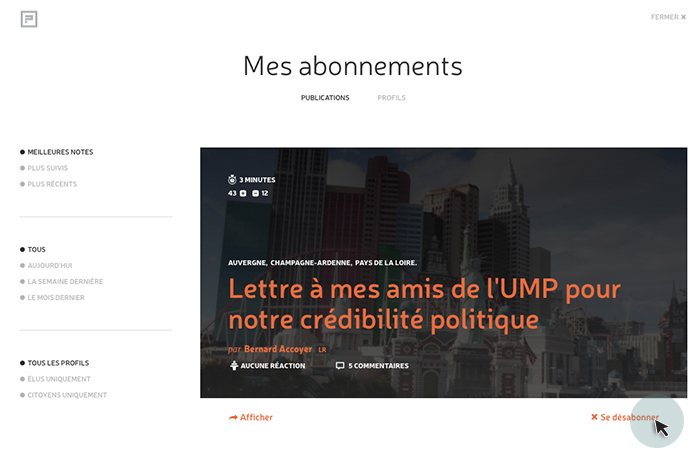 FERMER ×
Mes abonnements
PUBLICATIONS PROFILS
MEILLEURES NOTES
PLUS SUIVIS
PLUS RÉCENTS
TOUS
AUJOURD'HUI
LA SEMAINE DERNIÈRE
LE MOIS DERNIER
TOUS LES PROFILS
ÉLUS UNIQUEMENT
CITOYENS UNIQUEMENT
3 MINUTES
43 + − 12
AUVERGNE, CHAMPAGNE-ARDENNE, PAYS DE LA LOIRE.
Lettre à mes amis de l'UMP pour
notre crédibilité politique
par Bernard Accoyer LR
AUCUNE RÉACTION 5 COMMENTAIRES
Afficher × Se désabonner